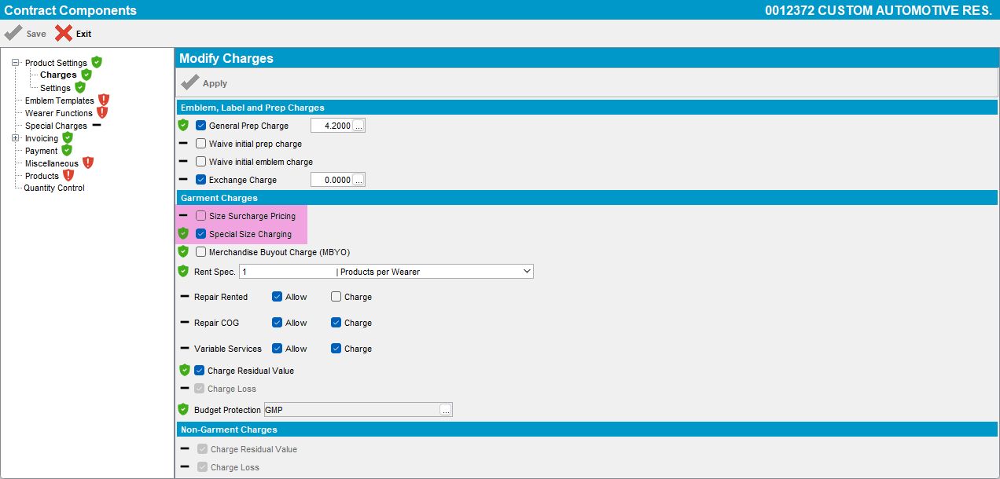 Contract Components 0012372 CUSTOM AUTOMOTIVE RES.
Save Exit
Product Settings
Charges
Settings
Emblem Templates
Wearer Functions
Special Charges
Invoicing
Payment
Miscellaneous
Products
Quantity Control
Modify Charges
Apply
Emblem, Label and Prep Charges
General Prep Charge 4.2000 ...
Waive initial prep charge
Waive initial emblem charge
Exchange Charge 0.0000 ...
Garment Charges
Size Surcharge Pricing
Special Size Charging
Merchandise Buyout Charge (MBYO)
Rent Spec. 1 | Products per Wearer
Repair Rented Allow Charge
Repair COG Allow Charge
Variable Services Allow Charge
Charge Residual Value
Charge Loss
Budget Protection GMP ...
Non-Garment Charges
Charge Residual Value
Charge Loss